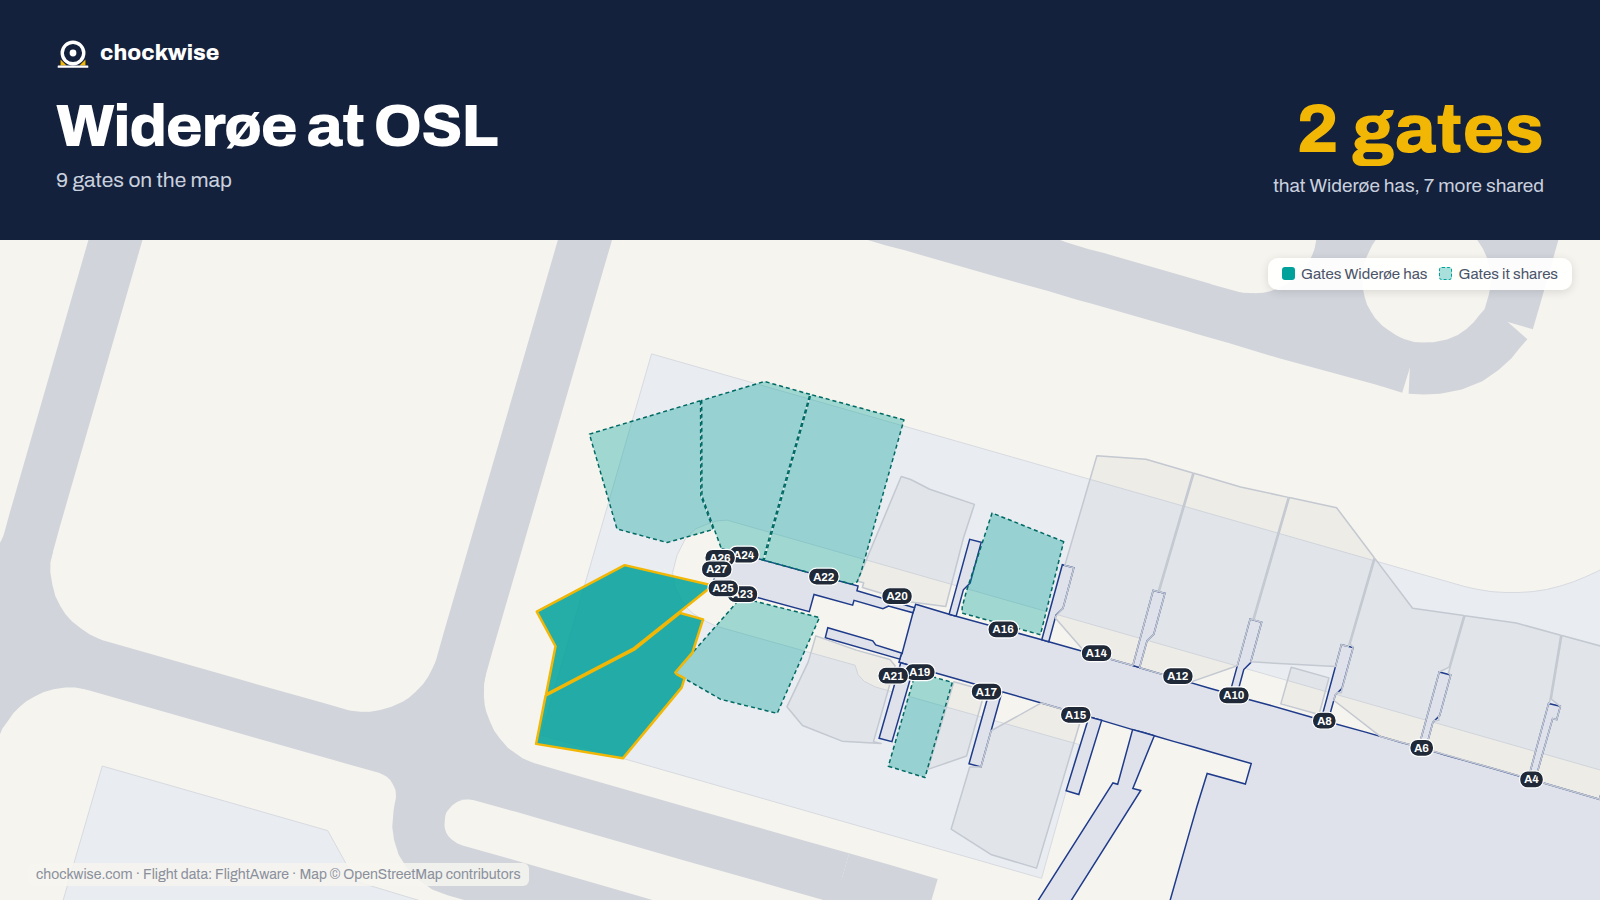 chockwise
Widerøe at OSL
9 gates on the map
2 gates
that Widerøe has, 7 more shared
Gates Widerøe has
Gates it shares
A26
A24
A27
A25
A23
A22
A20
A16
A14
A21
A19
A17
A12
A10
A15
A8
A6
A4
chockwise.com · Flight data: FlightAware · Map © OpenStreetMap contributors